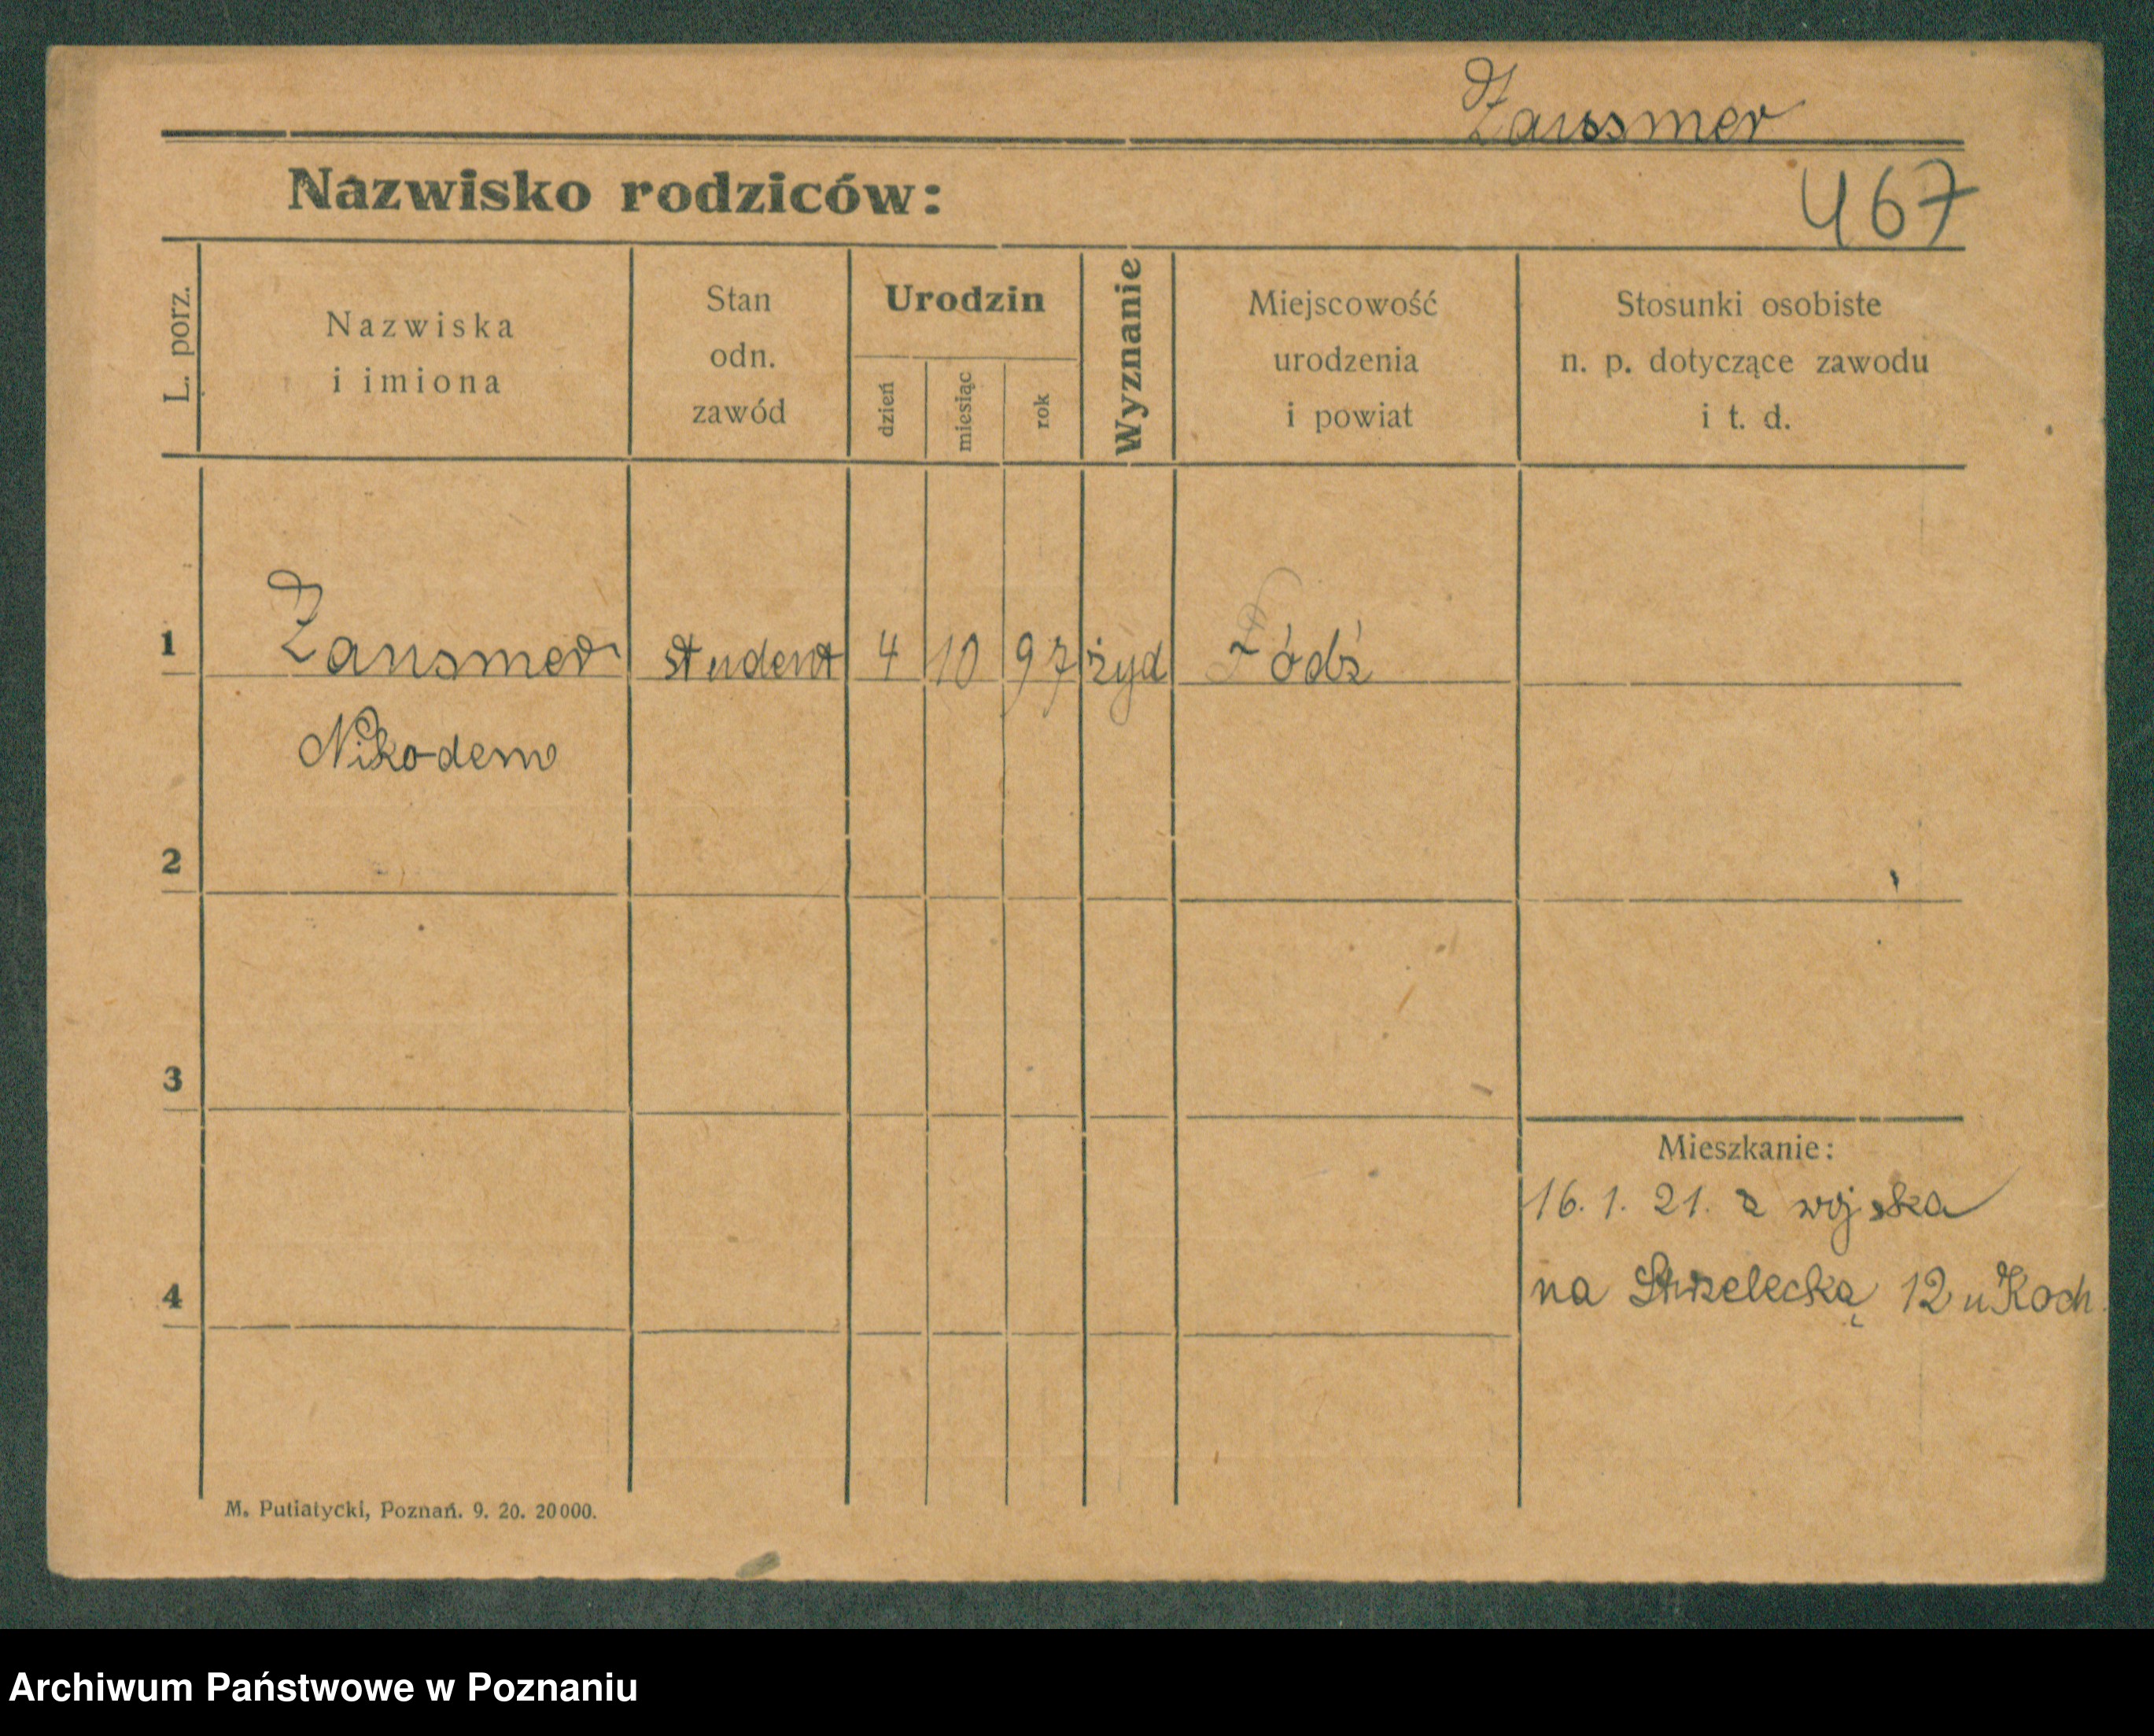 Zaussmer
Nazwisko rodziców:
467
L. porz.
Nazwiska
i imiona
Stan
odn.
zawód
Urodzin
dzień
miesiąc
rok
Wyznanie
Miejscowość
urodzenia
i powiat
Stosunki osobiste
n. p. dotyczące zawodu
i t. d.
1 Zausmer student 4 10 97 żyd Łódź
Nikodem
2
3
4
Mieszkanie:
16. 1. 21. z wojska
na Strzelecką 12 u Koch
M. Putiatycki, Poznań. 9. 20. 20000.
Archiwum Państwowe w Poznaniu